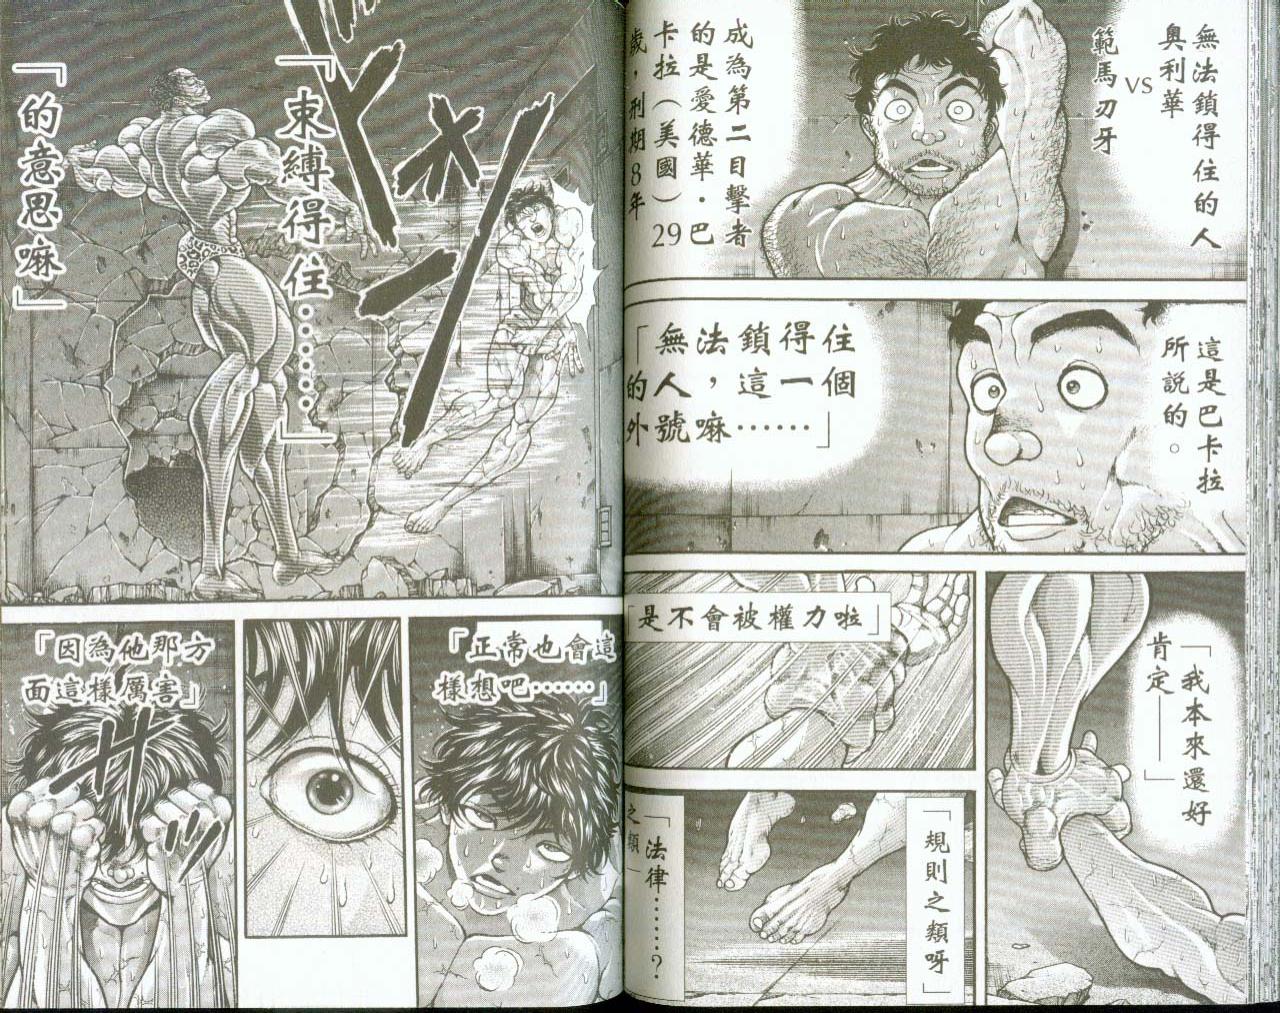 無法鎖得住的人
奧利華
VS
範馬刃牙
成為第二目擊者
的是愛德華·巴
卡拉（美國）29
歲，刑期8年
這是巴卡拉
所說的。
「無法鎖得住
的人，這一個
外號嘛……」
「我本來還好
肯定——」
「是不會被權力啦」
「規則之類呀」
「法律……？
之類」
「束縛得住……」
「的意思嘛」
『正常也會這
樣想吧……』
『因為他那方
面這樣厲害』